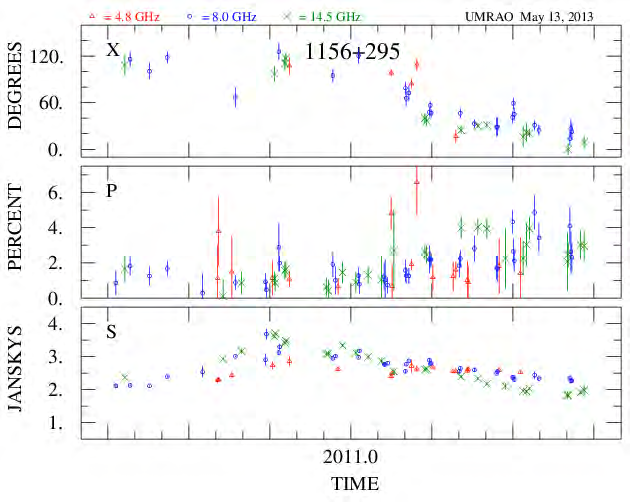 = 4.8 GHz = 8.0 GHz = 14.5 GHz UMRAO May 13, 2013
X 1156+295
DEGREES
120.
60.
0.
P
PERCENT
6.
4.
2.
0.
S
JANSKYS
4.
3.
2.
1.
2011.0
TIME